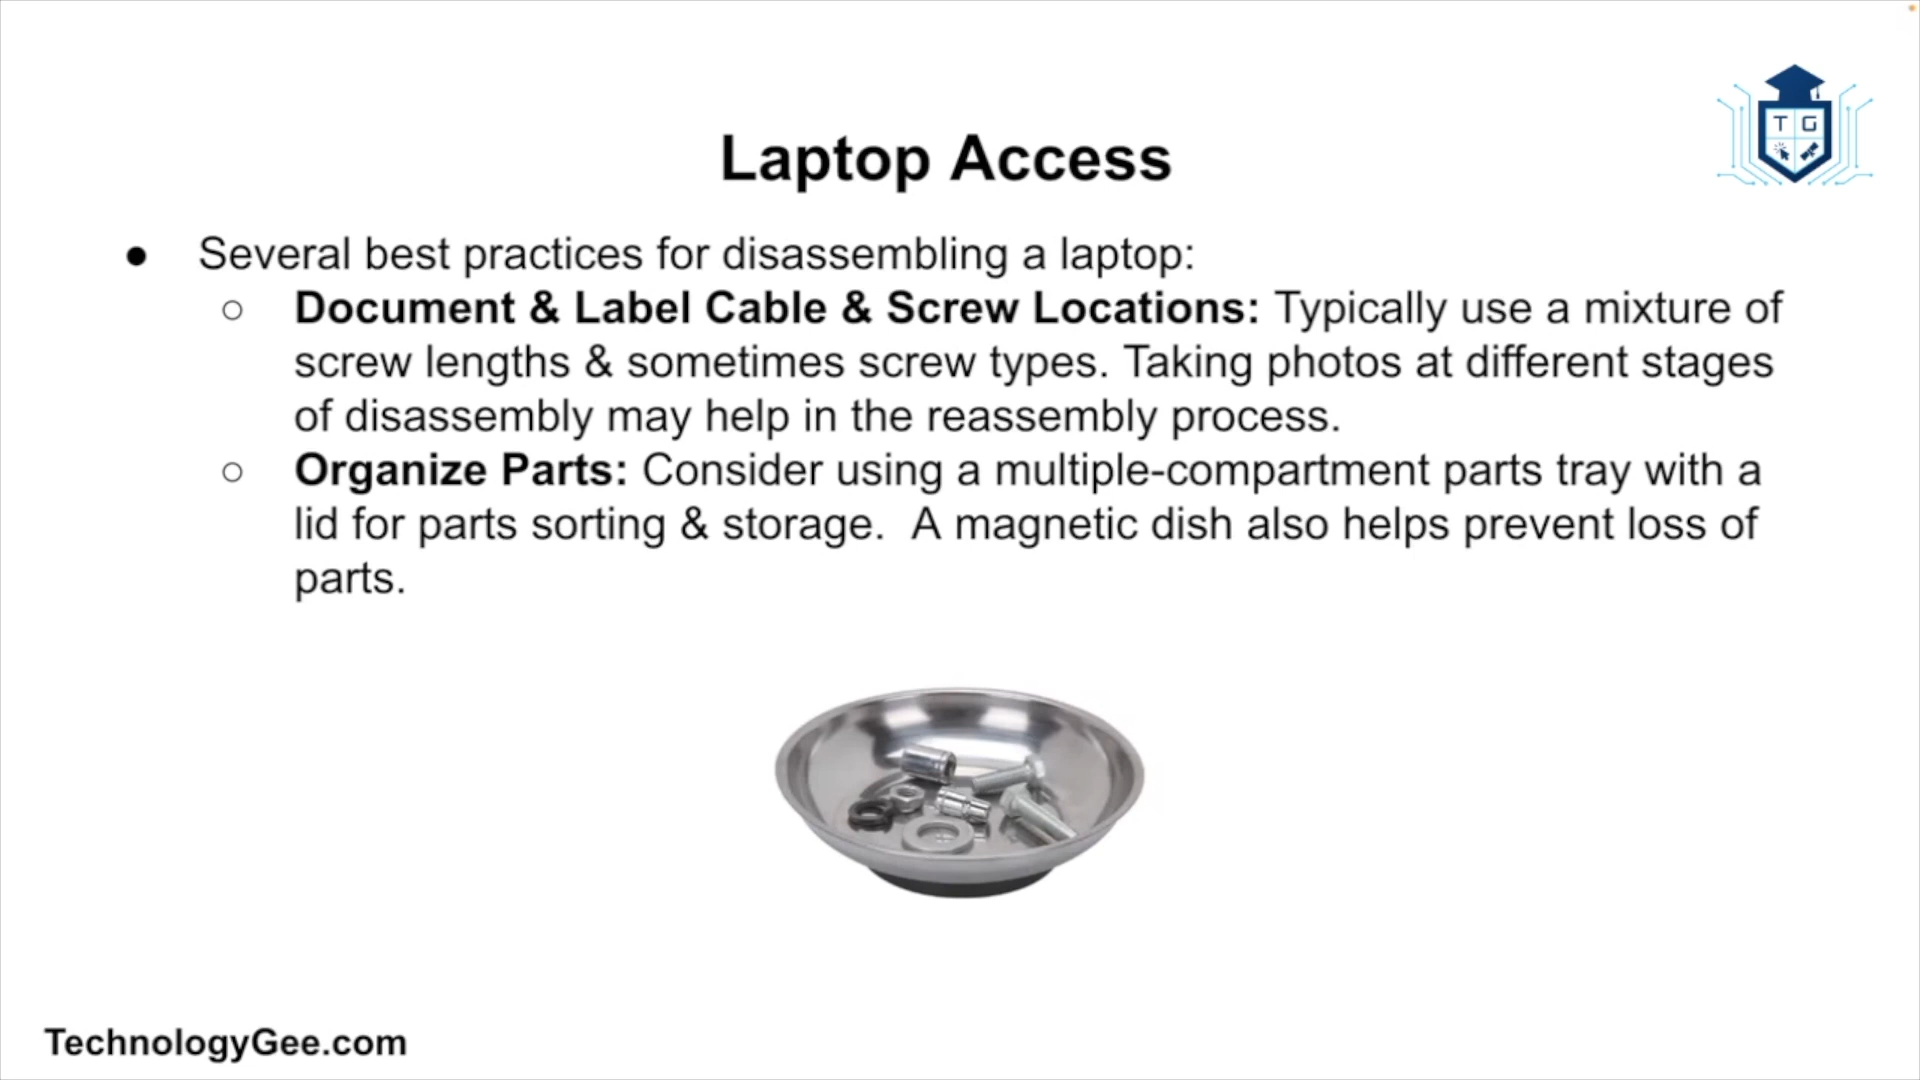 T G
Laptop Access
● Several best practices for disassembling a laptop:
○ Document & Label Cable & Screw Locations: Typically use a mixture of
screw lengths & sometimes screw types. Taking photos at different stages
of disassembly may help in the reassembly process.
○ Organize Parts: Consider using a multiple-compartment parts tray with a
lid for parts sorting & storage.  A magnetic dish also helps prevent loss of
parts.
TechnologyGee.com